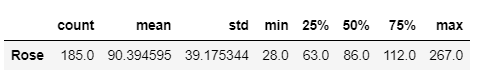 count mean std min 25% 50% 75% max
Rose 185.0 90.394595 39.175344 28.0 63.0 86.0 112.0 267.0